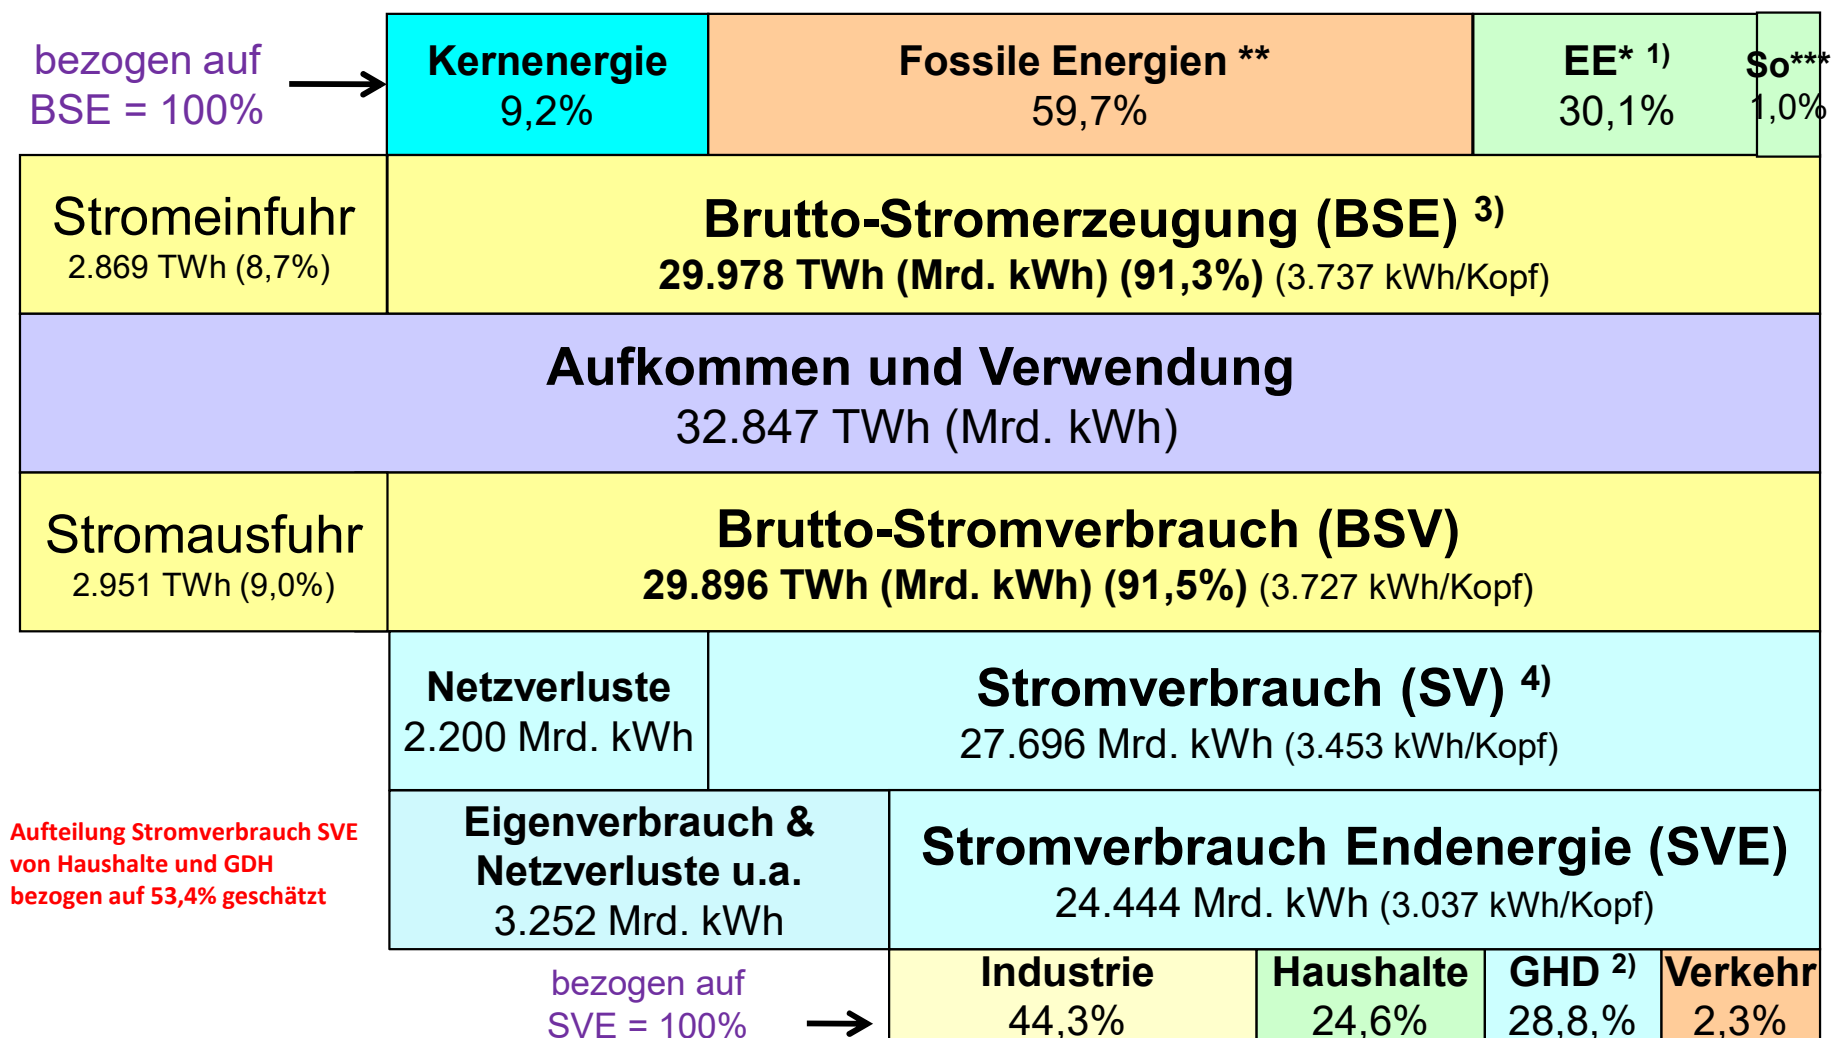 bezogen auf
BSE = 100%
Kernenergie
9,2%
Fossile Energien **
59,7%
EE* 1)
30,1%
So***
1,0%
Stromeinfuhr
2.869 TWh (8,7%)
Brutto-Stromerzeugung (BSE) 3)
29.978 TWh (Mrd. kWh) (91,3%) (3.737 kWh/Kopf)
Aufkommen und Verwendung
32.847 TWh (Mrd. kWh)
Stromausfuhr
2.951 TWh (9,0%)
Brutto-Stromverbrauch (BSV)
29.896 TWh (Mrd. kWh) (91,5%) (3.727 kWh/Kopf)
Netzverluste
2.200 Mrd. kWh
Stromverbrauch (SV) 4)
27.696 Mrd. kWh (3.453 kWh/Kopf)
Aufteilung Stromverbrauch SVE
von Haushalte und GDH
bezogen auf 53,4% geschätzt
Eigenverbrauch &
Netzverluste u.a.
3.252 Mrd. kWh
Stromverbrauch Endenergie (SVE)
24.444 Mrd. kWh (3.037 kWh/Kopf)
bezogen auf
SVE = 100%
Industrie
44,3%
Haushalte
24,6%
GHD 2)
28,8,%
Verkehr
2,3%